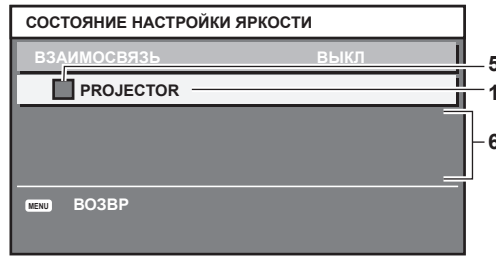 СОСТОЯНИЕ НАСТРОЙКИ ЯРКОСТИ
ВЗАИМОСВЯЗЬ ВЫКЛ
5
PROJECTOR 1
6
MENU ВОЗВР